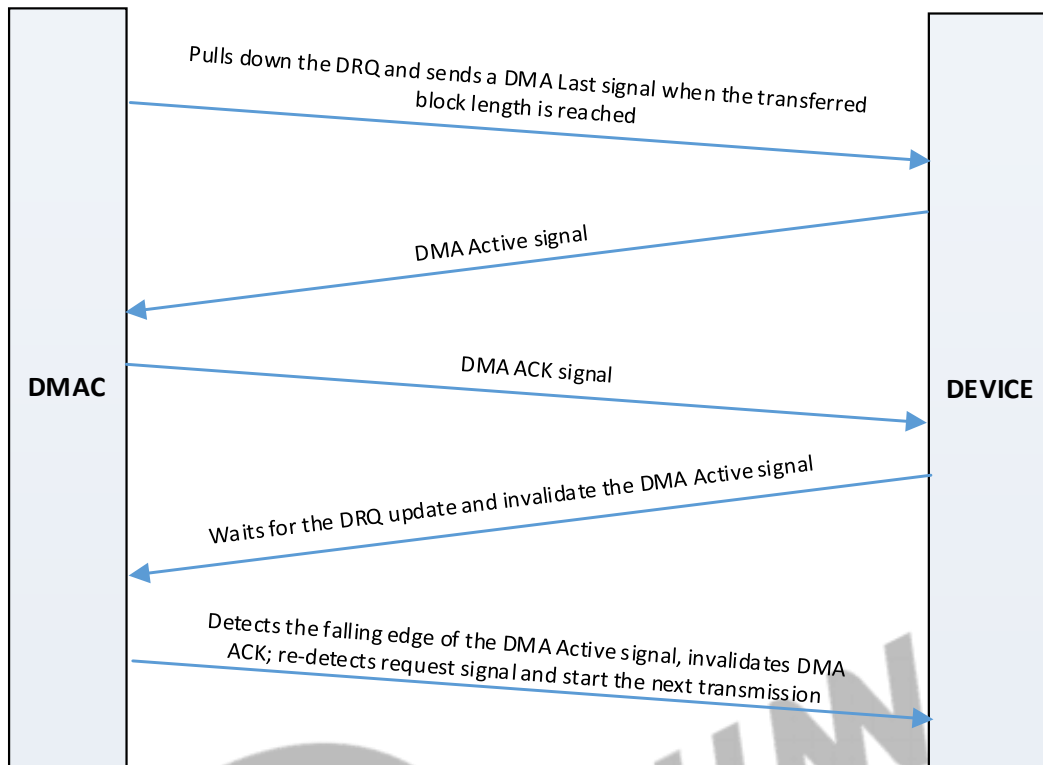 Pulls down the DRQ and sends a DMA Last signal when the transferred
block length is reached
DMA Active signal
DMA ACK signal
DMAC
DEVICE
Waits for the DRQ update and invalidate the DMA Active signal
Detects the falling edge of the DMA Active signal, invalidates DMA
ACK; re-detects request signal and start the next transmission